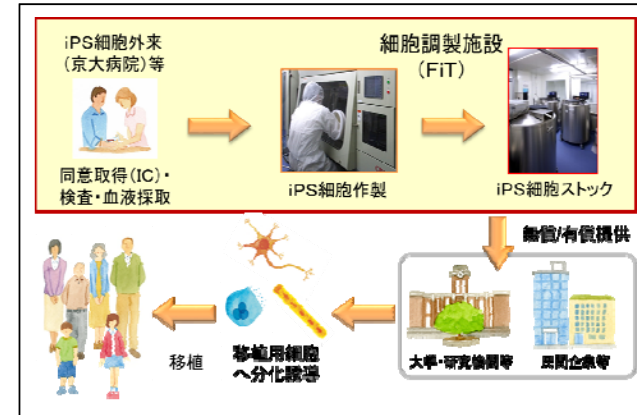 iPS細胞外来
(京大病院)等
細胞調製施設
(FiT)
同意取得(IC)・
検査・血液採取
iPS細胞作製
iPS細胞ストック
無償/有償提供
大学・研究機関等
民間企業等
移植用細胞
へ分化誘導
移植